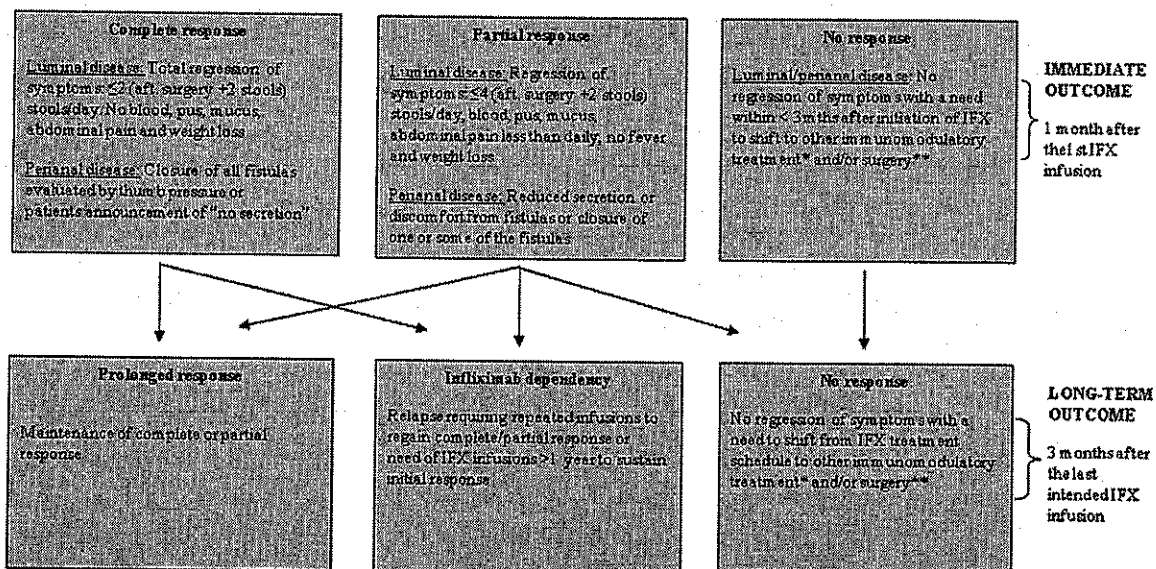 Complete response
Luminal disease: Total regression of
symptoms: ≤2 (aft. surgery +2 stools)
stools/day. No blood, pus, mucus,
abdominal pain and weight loss
Perianal disease: Closure of all fistulas
evaluated by thumb pressure or
patients announcement of "no secretion"
Partial response
Luminal disease: Regression of
symptoms: ≤4 (aft. surgery +2 stools)
stools/day, blood, pus, mucus,
abdominal pain less than daily, no fever
and weight loss
Perianal disease: Reduced secretion or
discomfort from fistulas or closure of
one or some of the fistulas
No response
Luminal/perianal disease: No
regression of symptoms with a need
within < 3 mths after initiation of IFX
to shift to other immunomodulatory
treatment* and/or surgery**
IMMEDIATE
OUTCOME
1 month after
the 1st IFX
infusion
Prolonged response
Maintenance of complete or partial
response
Infliximab dependency
Relapse requiring repeated infusions to
regain complete/partial response or
need of IFX infusions >1 year to sustain
initial response
No response
No regression of symptoms with a
need to shift from IFX treatment
schedule to other immunomodulatory
treatment* and/or surgery**
LONG-TERM
OUTCOME
3 months after
the last
intended IFX
infusion